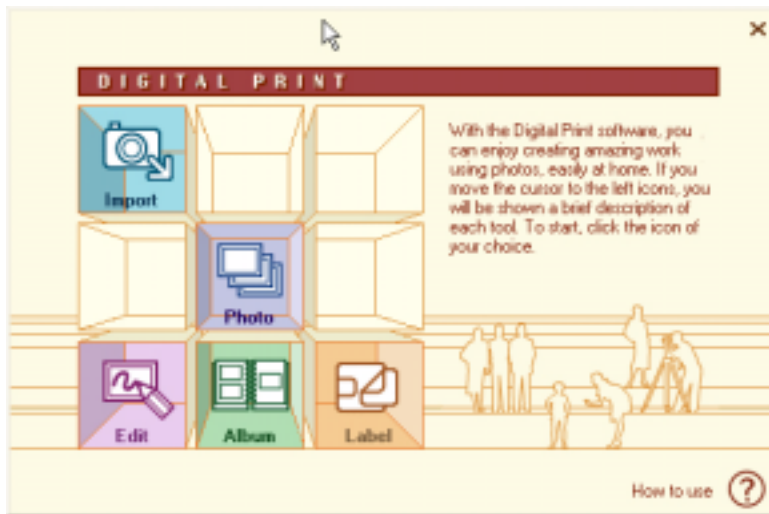 DIGITAL PRINT
Import
With the Digital Print software, you
can enjoy creating amazing work
using photos, easily at home. If you
move the cursor to the left icons, you
will be shown a brief description of
each tool. To start, click the icon of
your choice.
Photo
Edit
Album
Label
How to use
?